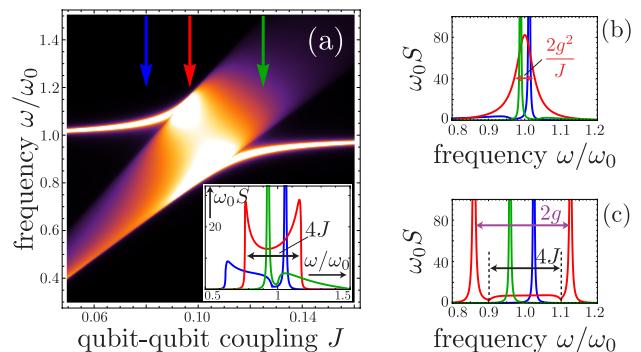 (a)
frequency ω/ω₀
1.4
1.2
1.0
0.8
0.6
0.4
0.06
0.10
0.14
qubit-qubit coupling J
ω₀S
20
4J
ω/ω₀
0.5
1
1.5
(b)
ω₀S
80
40
0
2g²/J
0.8
0.9
1.0
1.1
1.2
frequency ω/ω₀
(c)
ω₀S
80
40
0
2g
4J
0.8
0.9
1.0
1.1
1.2
frequency ω/ω₀